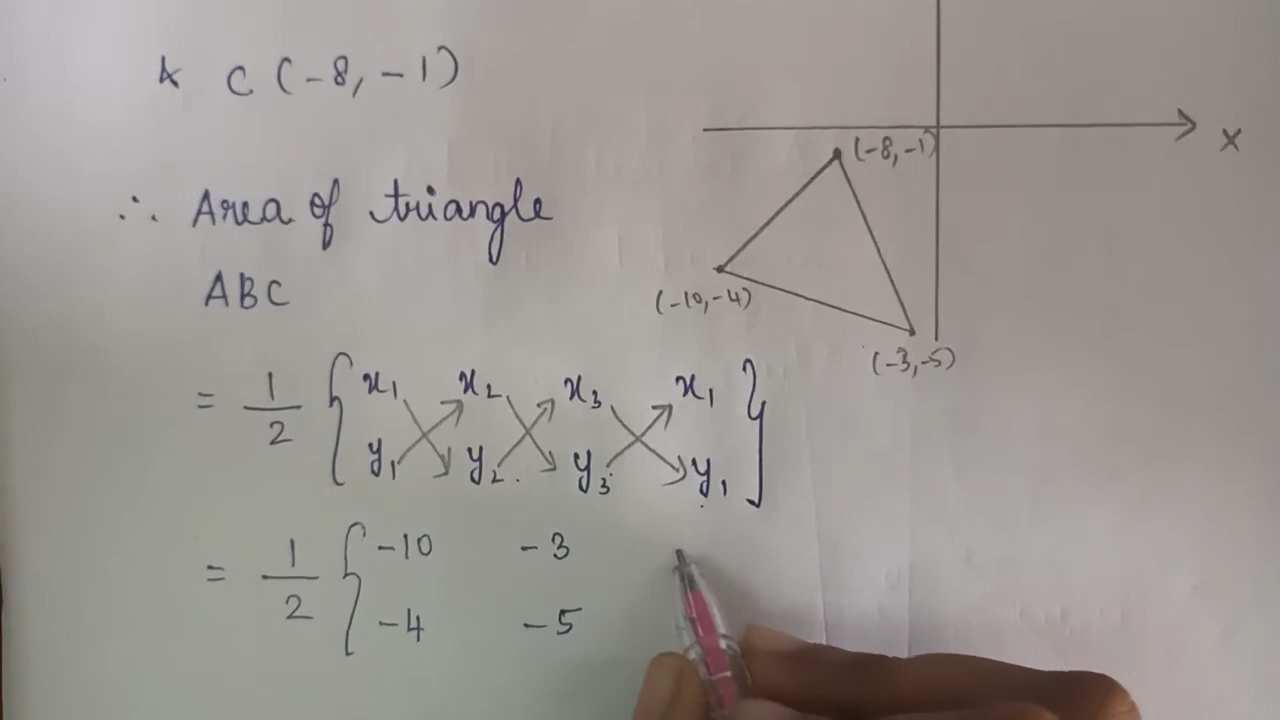 & C (-8, -1)
∴ Area of triangle
ABC
= 1/2 { x₁ x₂ x₃ x₁ }
y₁ y₂ y₃ y₁
= 1/2 { -10 -3
-4 -5
X
(-8, -1)
(-10, -4)
(-3, -5)